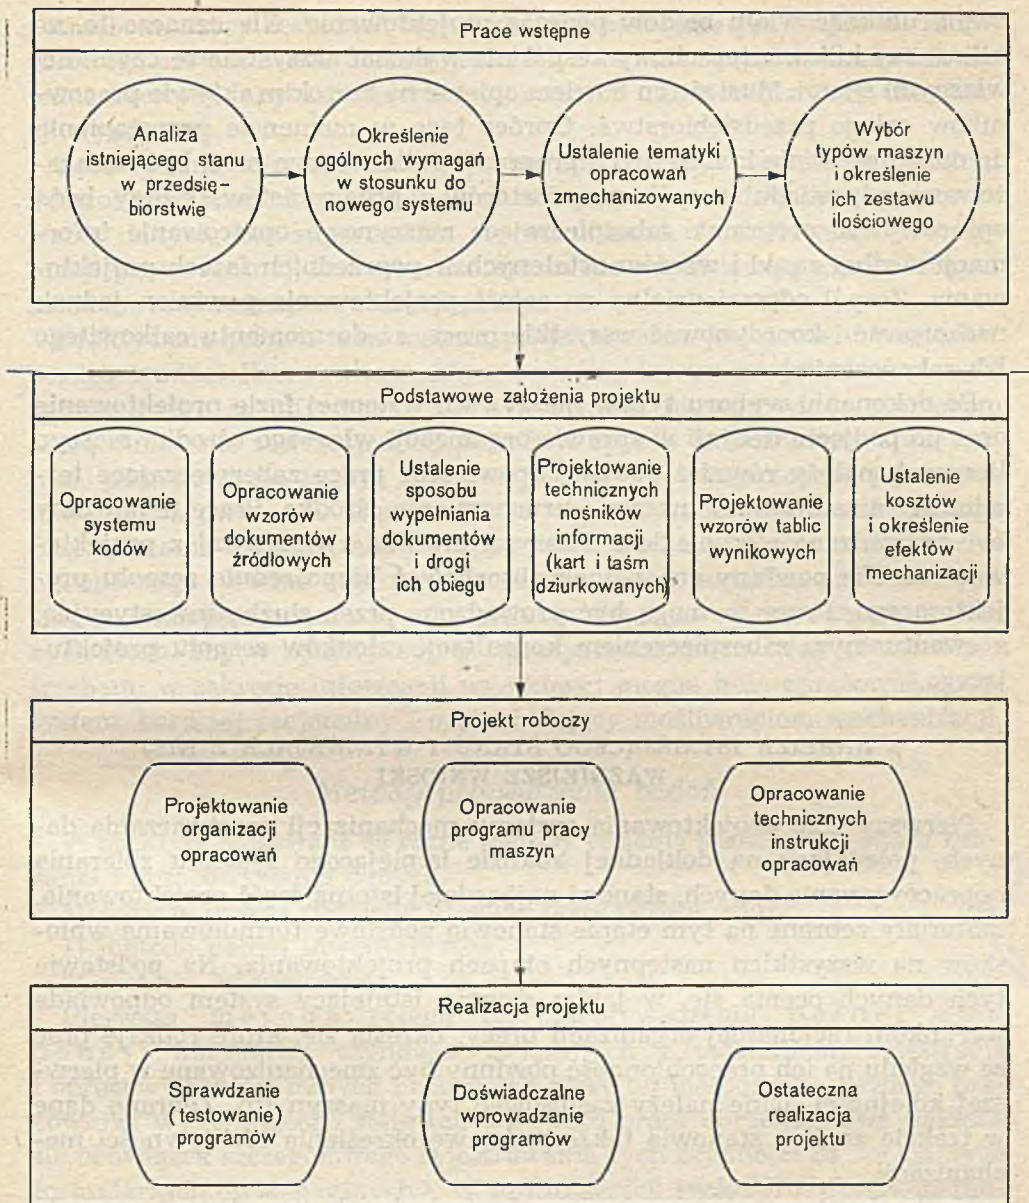 Prace wstępne
Analiza
istniejącego stanu
w przedsię-
biorstwie
Określenie
ogólnych wymagań
w stosunku do
nowego systemu
Ustalenie tematyki
opracowań
zmechanizowanych
Wybór
typów maszyn
i określenie
ich zestawu
ilościowego
Podstawowe założenia projektu
Opracowanie
systemu
kodów
Opracowanie
wzorów
dokumentów
źródłowych
Ustalenie
sposobu
wypełniania
dokumentów
i drogi
ich obiegu
Projektowanie
technicznych
nośników
informacji
(kart i taśm
dziurkowanych)
Projektowanie
wzorów tablic
wynikowych
Ustalenie
kosztów
i określenie
efektów
mechanizacji
Projekt roboczy
Projektowanie
organizacji
opracowań
Opracowanie
programu pracy
maszyn
Opracowanie
technicznych
instrukcji
opracowań
Realizacja projektu
Sprawdzanie
(testowanie)
programów
Doświadczalne
wprowadzanie
programów
Ostateczna
realizacja
projektu